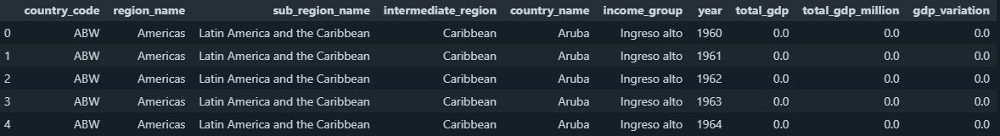 country_code region_name sub_region_name intermediate_region country_name income_group year total_gdp total_gdp_million gdp_variation
0 ABW Americas Latin America and the Caribbean Caribbean Aruba Ingreso alto 1960 0.0 0.0 0.0
1 ABW Americas Latin America and the Caribbean Caribbean Aruba Ingreso alto 1961 0.0 0.0 0.0
2 ABW Americas Latin America and the Caribbean Caribbean Aruba Ingreso alto 1962 0.0 0.0 0.0
3 ABW Americas Latin America and the Caribbean Caribbean Aruba Ingreso alto 1963 0.0 0.0 0.0
4 ABW Americas Latin America and the Caribbean Caribbean Aruba Ingreso alto 1964 0.0 0.0 0.0